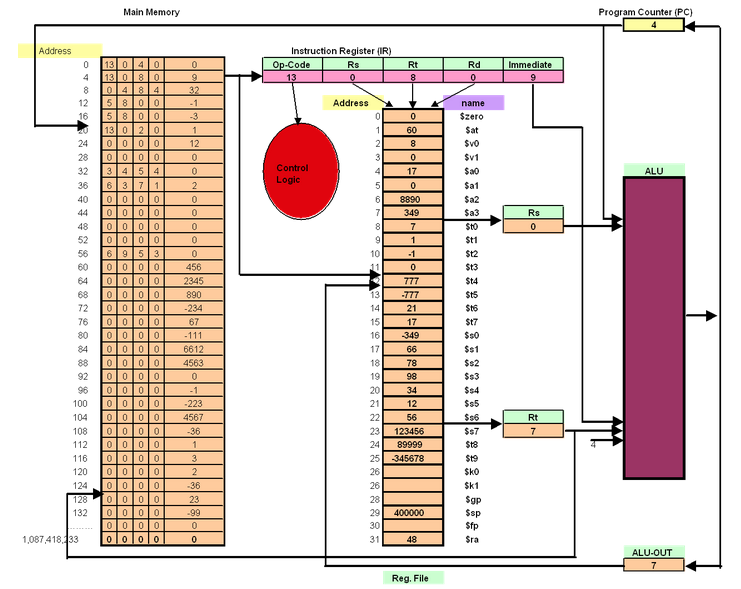 Main Memory
Program Counter (PC)
4
Address
Instruction Register (IR)
Op-Code Rs Rt Rd Immediate
13 0 8 0 9
0 13 0 4 0 0
4 13 0 8 0 9
8 0 4 8 4 32
12 5 8 0 0 -1
16 5 8 0 0 -3
20 13 0 2 0 1
24 0 0 0 0 12
28 0 0 0 0 0
32 3 4 5 4 0
36 6 3 7 1 2
40 0 0 0 0 0
44 0 0 0 0 0
48 0 0 0 0 0
52 0 0 0 0 0
56 6 9 5 3 0
60 0 0 0 0 456
64 0 0 0 0 2345
68 0 0 0 0 890
72 0 0 0 0 -234
76 0 0 0 0 67
80 0 0 0 0 -111
84 0 0 0 0 6612
88 0 0 0 0 4563
92 0 0 0 0 0
96 0 0 0 0 -1
100 0 0 0 0 -223
104 0 0 0 0 4567
108 0 0 0 0 -36
112 0 0 0 0 1
116 0 0 0 0 3
120 0 0 0 0 2
124 0 0 0 0 -36
128 0 0 0 0 23
132 0 0 0 0 -99
.............. 0 0 0 0 0
1,087,418,233 0 0 0 0 0
Control
Logic
Address name
0 0 $zero
1 60 $at
2 8 $v0
3 0 $v1
4 17 $a0
5 0 $a1
6 8890 $a2
7 349 $a3
8 7 $t0
9 1 $t1
10 -1 $t2
11 0 $t3
777 $t4
13 -777 $t5
14 21 $t6
15 17 $t7
16 -349 $s0
17 66 $s1
18 78 $s2
19 98 $s3
20 34 $s4
21 12 $s5
22 56 $s6
23 123456 $s7
24 89999 $t8
25 -345678 $t9
26 $k0
26 $k1
28 $gp
29 400000 $sp
30 $fp
31 48 $ra
Reg. File
Rs
0
Rt
7
4
ALU
ALU-OUT
7